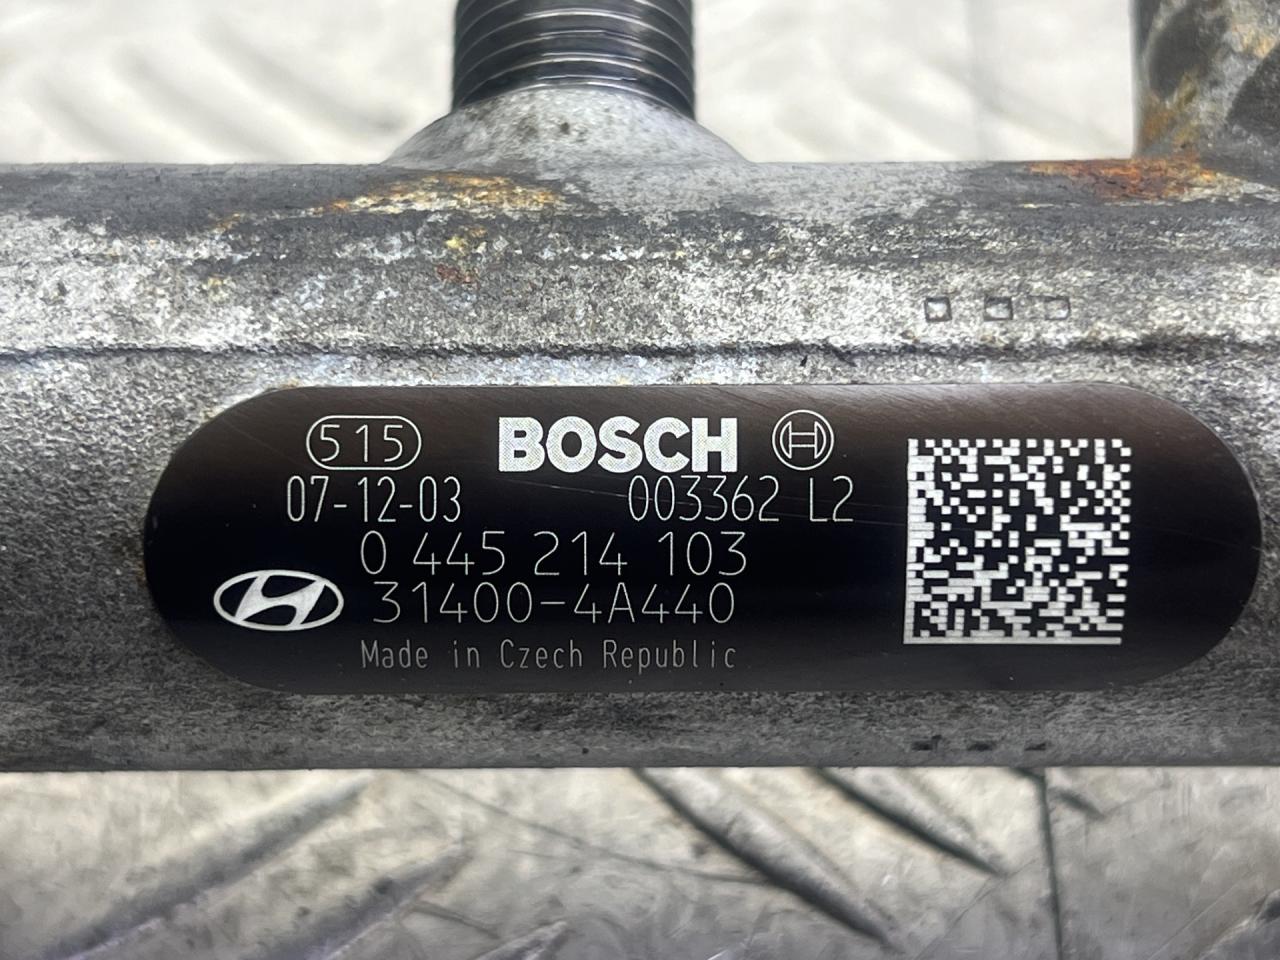 515 BOSCH
07-12-03 003362 L2
0 445 214 103
31400-4A440
Made in Czech Republic